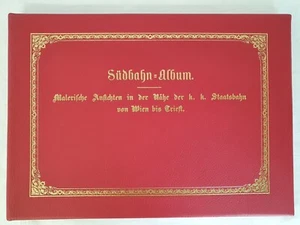 Südbahn=Album.
Malerische Ansichten in der Nähe der k. k. Staatsbahn
von Wien bis Triest.